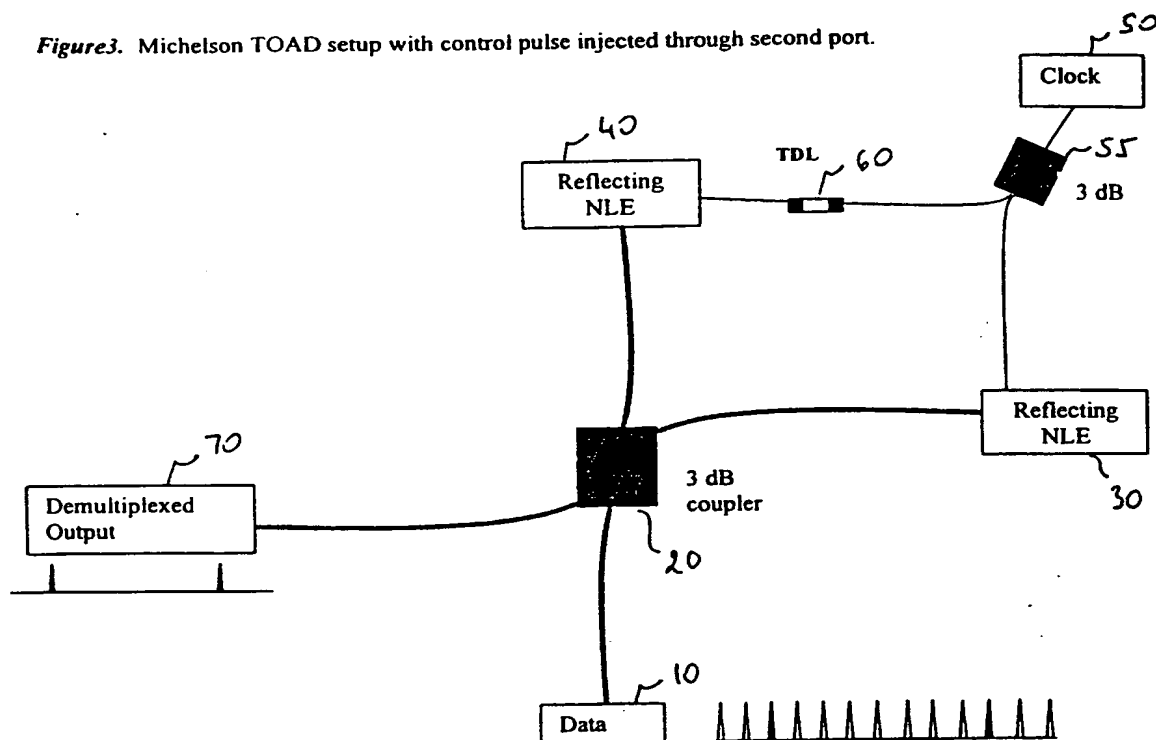 Figure3. Michelson TOAD setup with control pulse injected through second port.
50
Clock
40
55
TDL
60
Reflecting
NLE
3 dB
70
Reflecting
NLE
3 dB
coupler
30
Demultiplexed
Output
20
10
Data